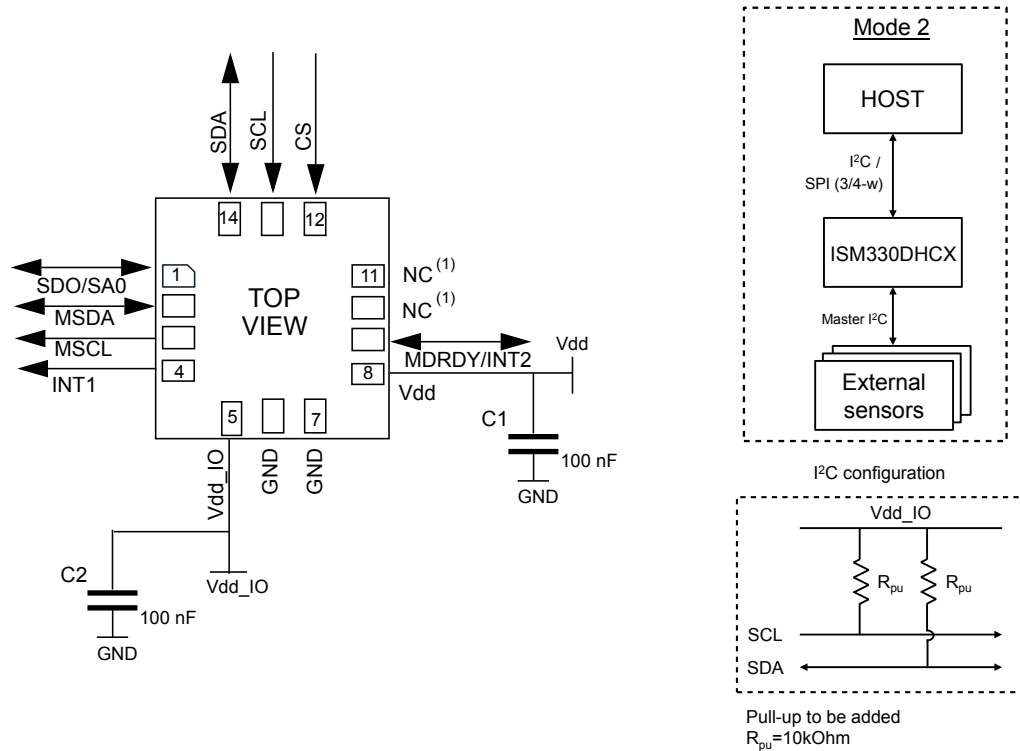 SDA
SCL
CS
14
12
1
SDO/SA0
MSDA
MSCL
4
INT1
TOP
VIEW
11
NC (1)
NC (1)
MDRDY/INT2
8
Vdd
Vdd
5
7
Vdd_IO
GND
GND
C1
100 nF
GND
C2
100 nF
GND
Vdd_IO
Mode 2
HOST
I²C /
SPI (3/4-w)
ISM330DHCX
Master I²C
External
sensors
I²C configuration
Vdd_IO
Rpu
Rpu
SCL
SDA
Pull-up to be added
Rpu=10kOhm